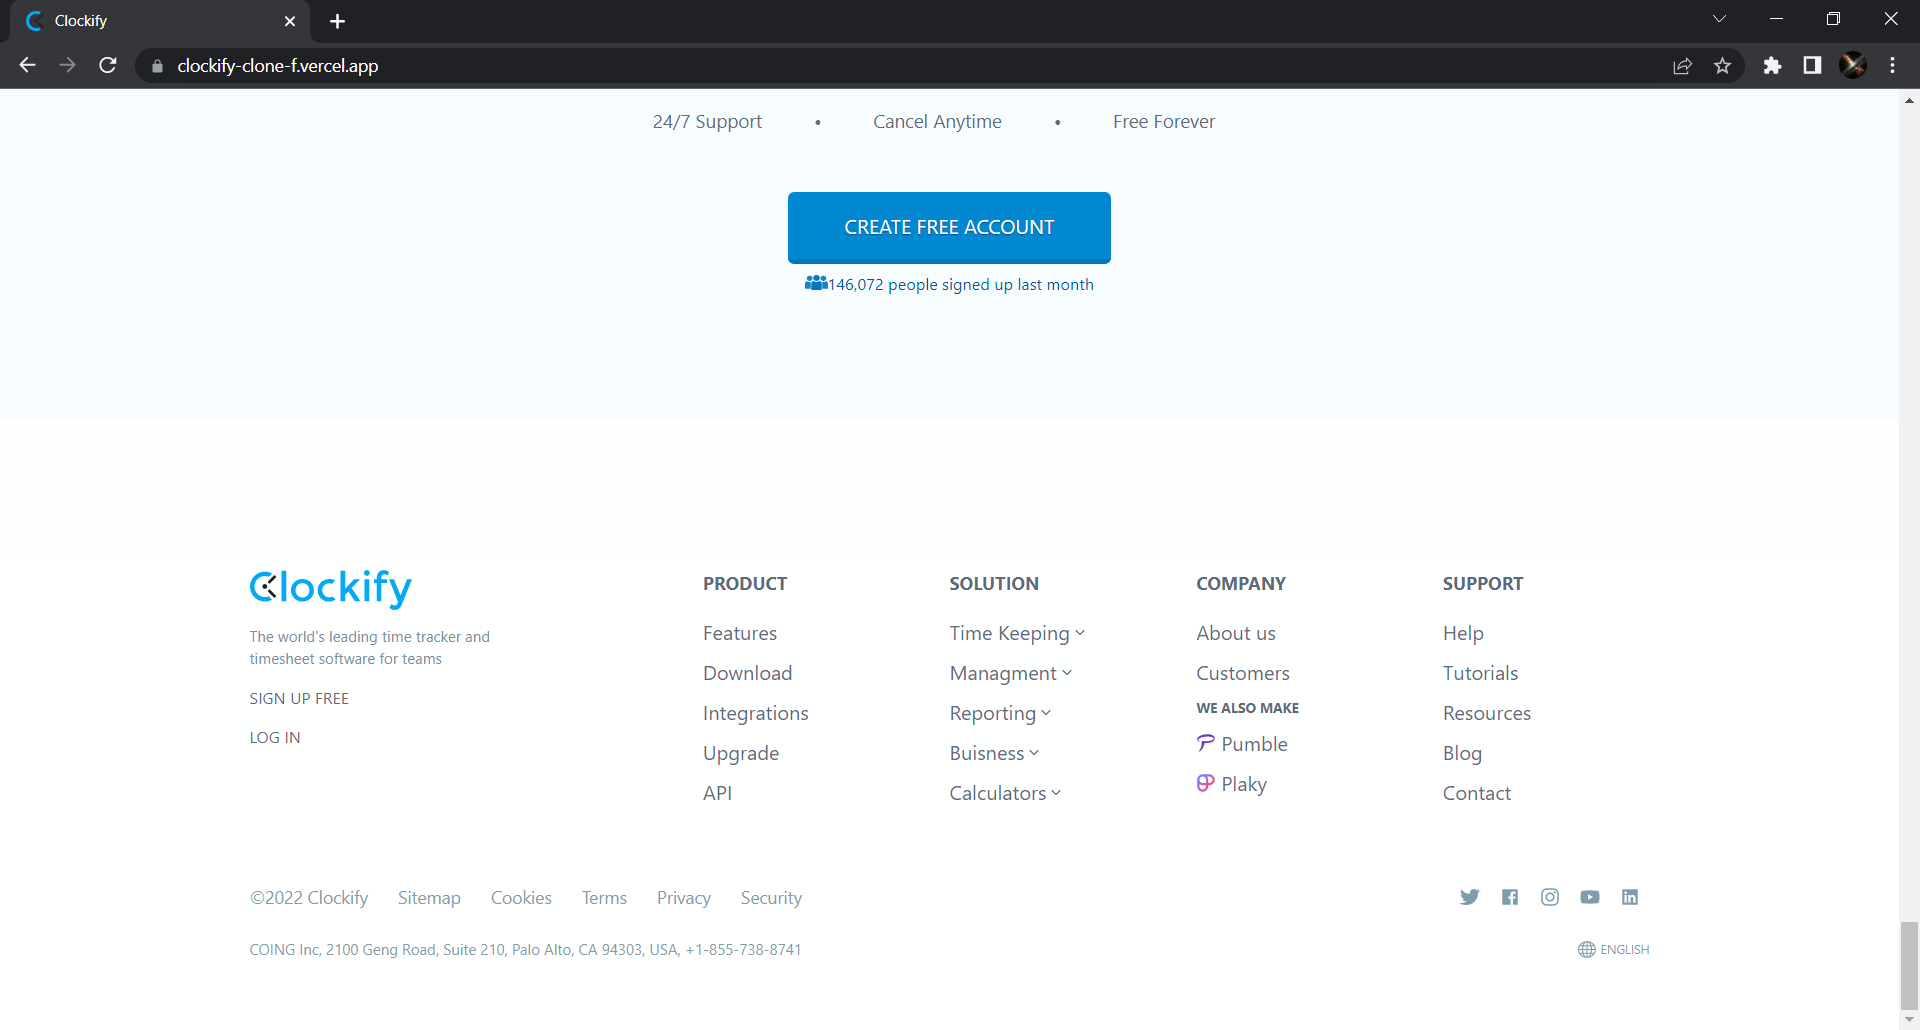 Clockify
clockify-clone-f.vercel.app
24/7 Support • Cancel Anytime • Free Forever
CREATE FREE ACCOUNT
146,072 people signed up last month
Clockify
The world's leading time tracker and
timesheet software for teams
SIGN UP FREE
LOG IN
PRODUCT
Features
Download
Integrations
Upgrade
API
SOLUTION
Time Keeping
Managment
Reporting
Buisness
Calculators
COMPANY
About us
Customers
WE ALSO MAKE
Pumble
Plaky
SUPPORT
Help
Tutorials
Resources
Blog
Contact
©2022 Clockify Sitemap Cookies Terms Privacy Security
COING Inc, 2100 Geng Road, Suite 210, Palo Alto, CA 94303, USA, +1-855-738-8741
ENGLISH